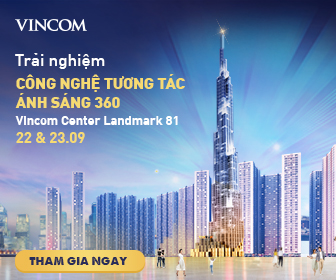 VINCOM
Trải nghiệm
CÔNG NGHỆ TƯƠNG TÁC
ÁNH SÁNG 360
Vincom Center Landmark 81
22 & 23.09
THAM GIA NGAY